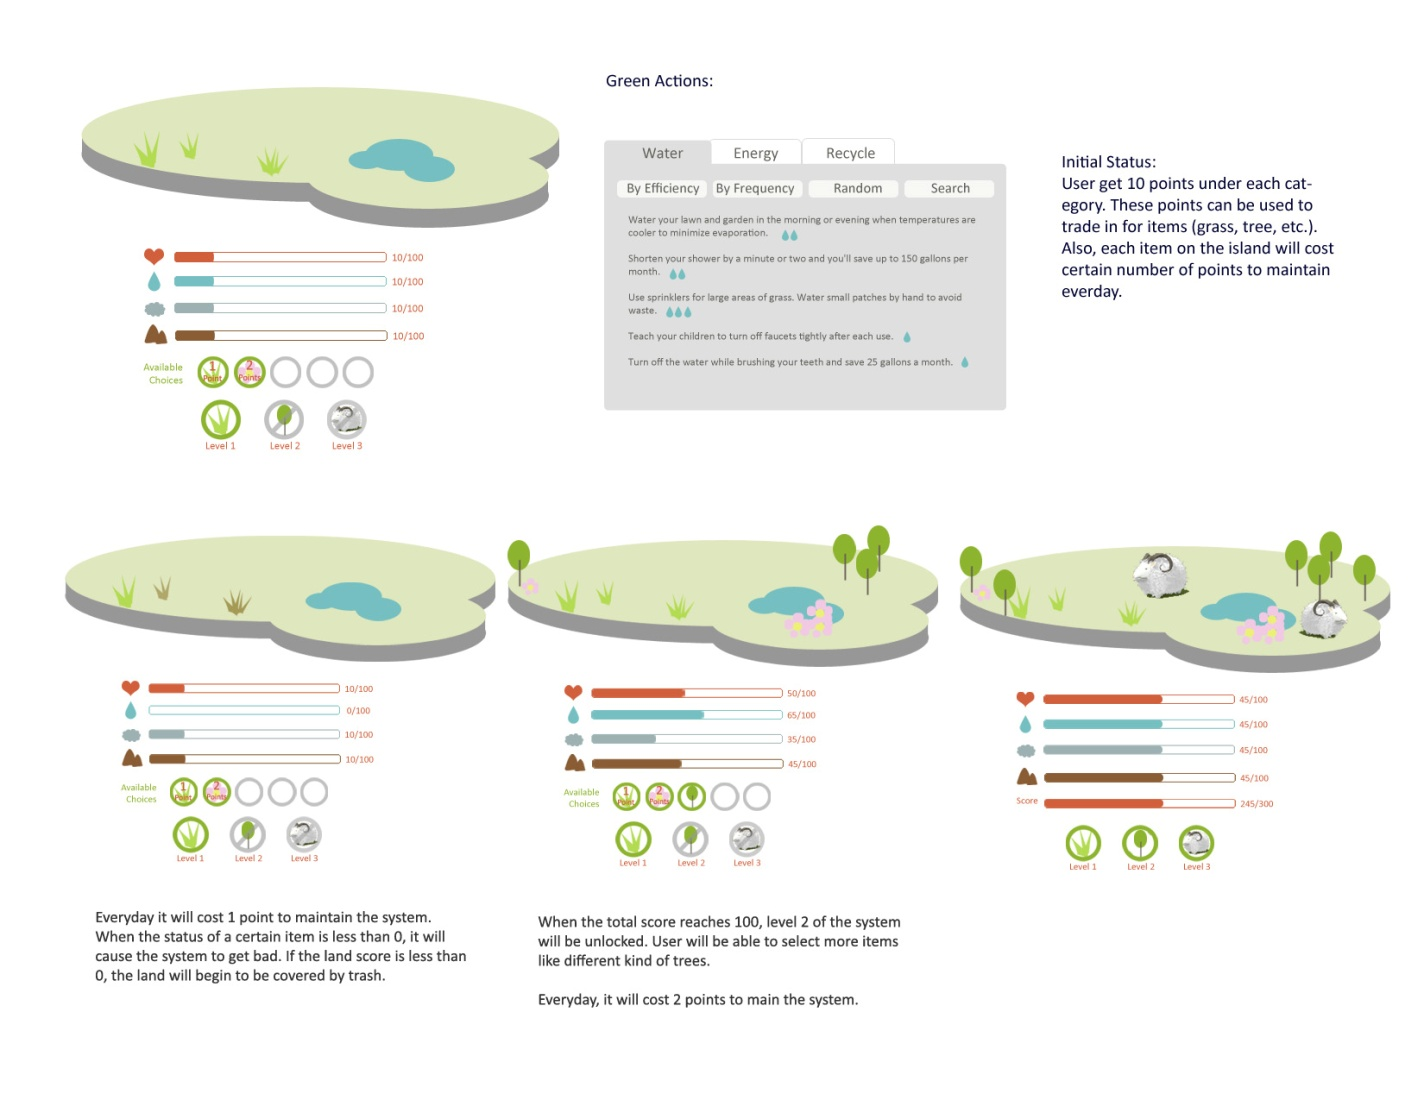 Green Actions:
Water
Energy
Recycle
By Efficiency
By Frequency
Random
Search
Water your lawn and garden in the morning or evening when temperatures are
cooler to minimize evaporation.
Shorten your shower by a minute or two and you'll save up to 150 gallons per
month.
Use sprinklers for large areas of grass. Water small patches by hand to avoid
waste.
Teach your children to turn off faucets tightly after each use.
Turn off the water while brushing your teeth and save 25 gallons a month.
Initial Status:
User get 10 points under each cat-
egory. These points can be used to
trade in for items (grass, tree, etc.).
Also, each item on the island will cost
certain number of points to maintain
everday.
10/100
10/100
10/100
10/100
Available
Choices
1
Point
2
Points
Level 1
Level 2
Level 3
10/100
0/100
10/100
10/100
Available
Choices
1
Point
2
Points
Level 1
Level 2
Level 3
Everyday it will cost 1 point to maintain the system.
When the status of a certain item is less than 0, it will
cause the system to get bad. If the land score is less than
0, the land will begin to be covered by trash.
50/100
65/100
35/100
45/100
Available
Choices
1
Point
2
Points
Level 1
Level 2
Level 3
When the total score reaches 100, level 2 of the system
will be unlocked. User will be able to select more items
like different kind of trees.
Everyday, it will cost 2 points to main the system.
45/100
45/100
45/100
45/100
Score
245/300
Level 1
Level 2
Level 3